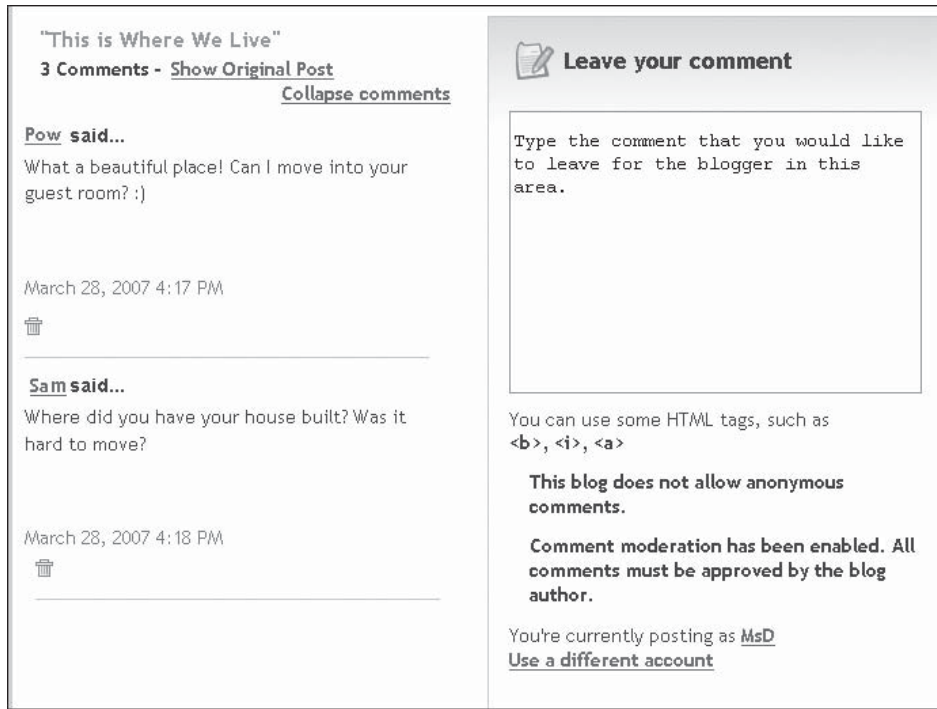 "This is Where We Live"
3 Comments - Show Original Post
Collapse comments
Pow said...
What a beautiful place! Can I move into your
guest room? :)
March 28, 2007 4:17 PM
Sam said...
Where did you have your house built? Was it
hard to move?
March 28, 2007 4:18 PM
Leave your comment
Type the comment that you would like
to leave for the blogger in this
area.
You can use some HTML tags, such as
<b>, <i>, <a>
This blog does not allow anonymous
comments.
Comment moderation has been enabled. All
comments must be approved by the blog
author.
You're currently posting as MsD
Use a different account